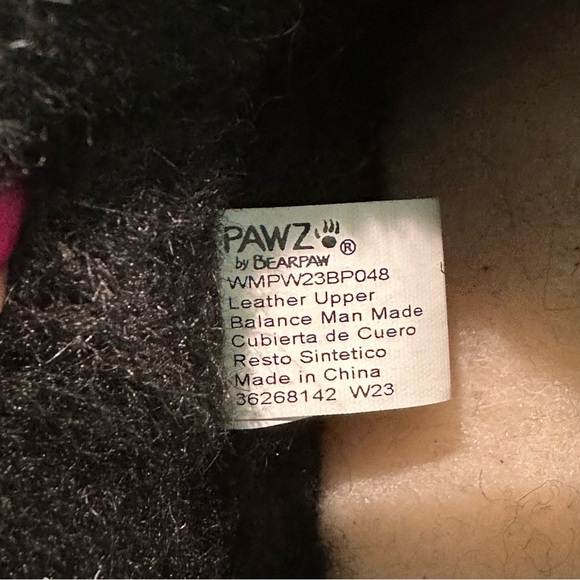 PAWZ®
by BEARPAW
WMPW23BP048
Leather Upper
Balance Man Made
Cubierta de Cuero
Resto Sintetico
Made in China
36268142 W23